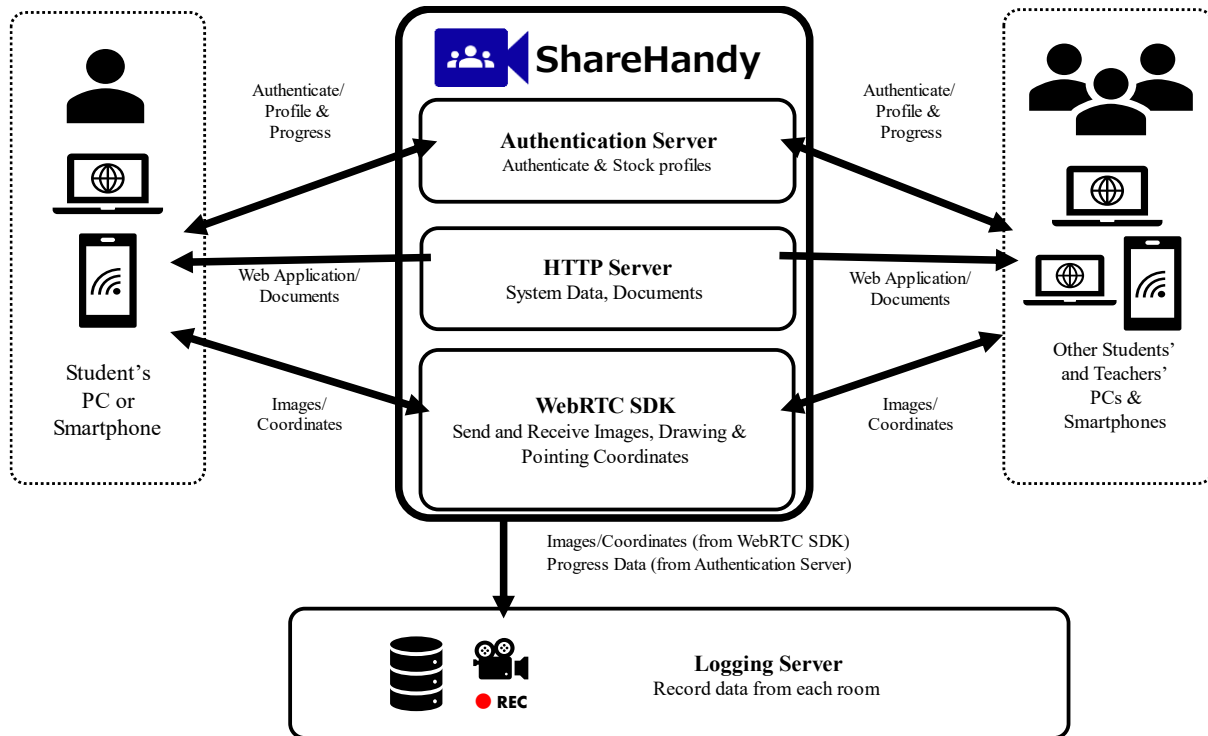 ShareHandy
Authenticate/
Profile &
Progress
Authentication Server
Authenticate & Stock profiles
Authenticate/
Profile &
Progress
Web Application/
Documents
HTTP Server
System Data, Documents
Web Application/
Documents
Student’s
PC or
Smartphone
Images/
Coordinates
WebRTC SDK
Send and Receive Images, Drawing &
Pointing Coordinates
Images/
Coordinates
Other Students’
and Teachers’
PCs &
Smartphones
Images/Coordinates (from WebRTC SDK)
Progress Data (from Authentication Server)
REC
Logging Server
Record data from each room